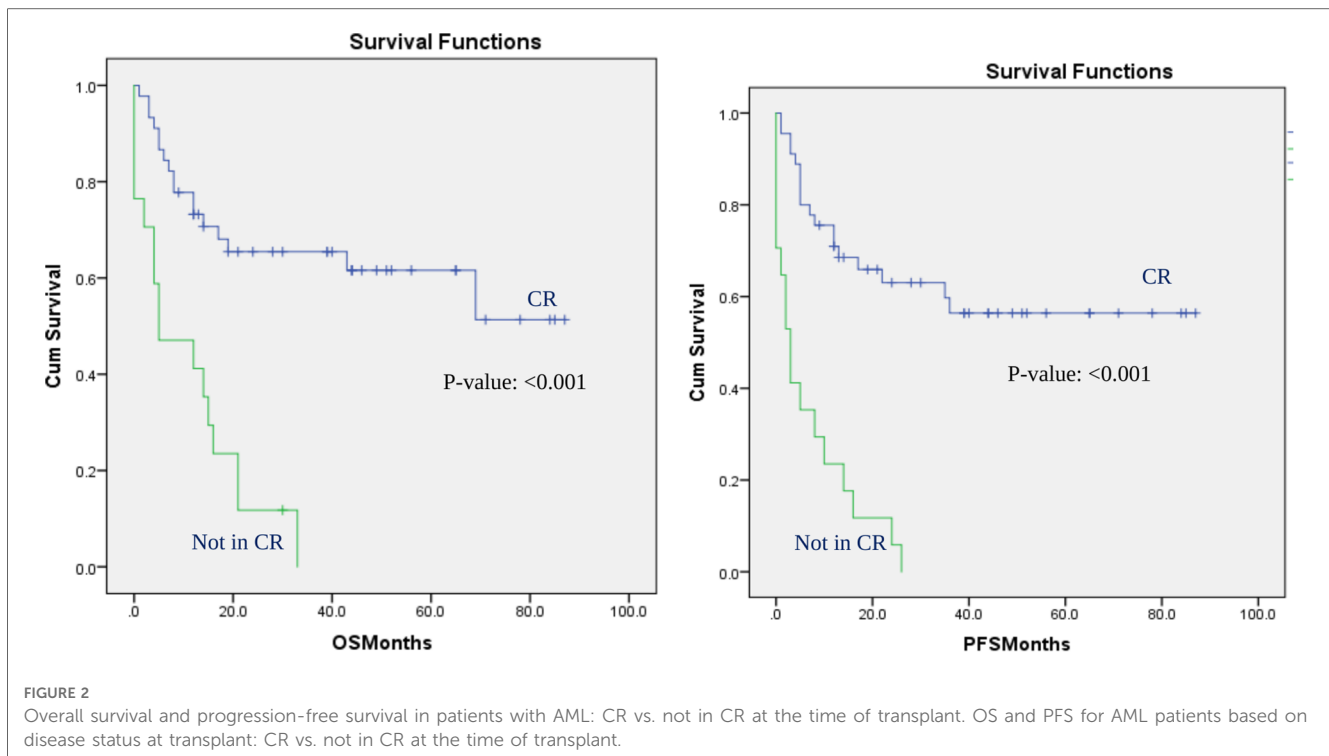 Survival Functions
1.0
0.8
0.6
0.4
0.2
0.0
Cum Survival
CR
P-value: <0.001
Not in CR
.0 20.0 40.0 60.0 80.0 100.0
OSMonths
Survival Functions
1.0
0.8
0.6
0.4
0.2
0.0
Cum Survival
CR
P-value: <0.001
Not in CR
.0 20.0 40.0 60.0 80.0 100.0
PFSMonths
FIGURE 2
Overall survival and progression-free survival in patients with AML: CR vs. not in CR at the time of transplant. OS and PFS for AML patients based on
disease status at transplant: CR vs. not in CR at the time of transplant.